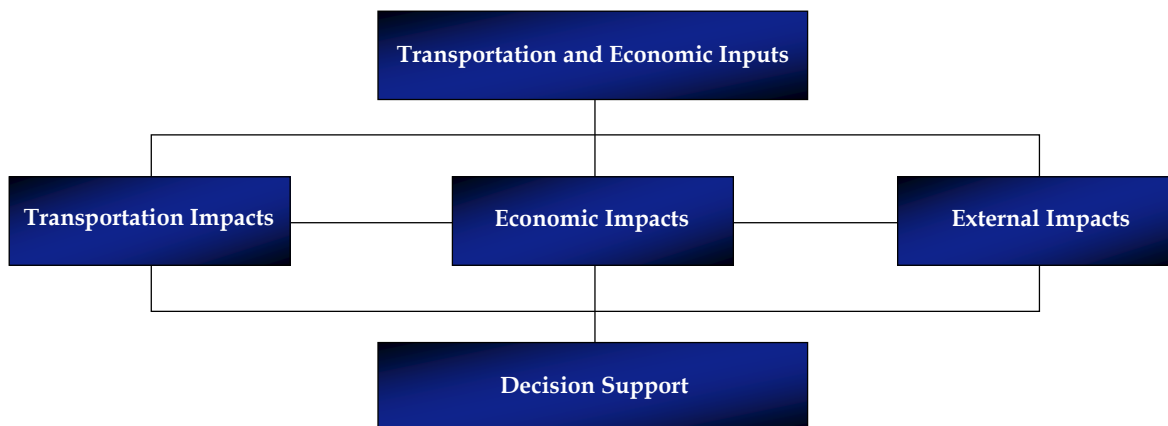 Transportation and Economic Inputs
Transportation Impacts
Economic Impacts
External Impacts
Decision Support